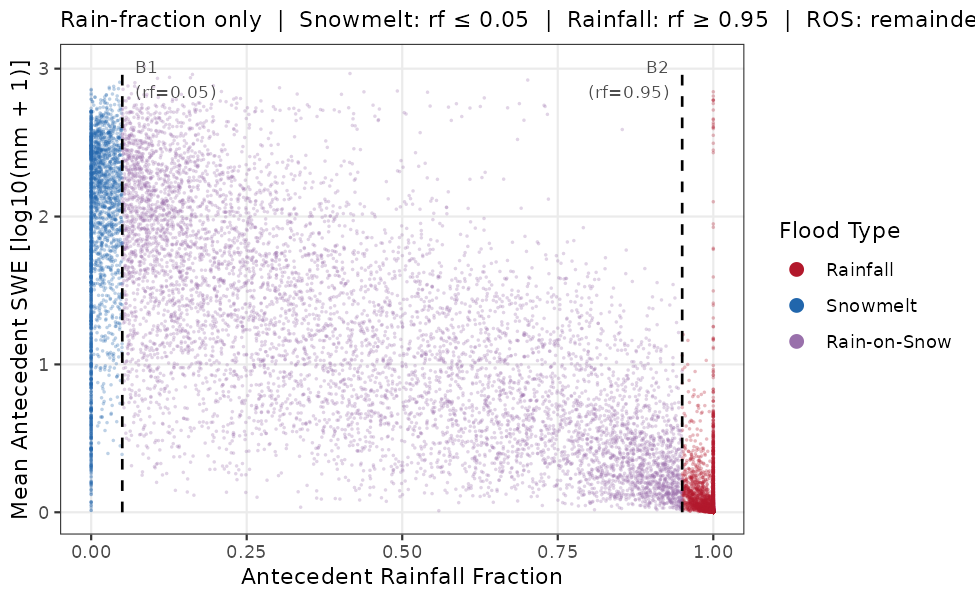 Rain-fraction only | Snowmelt: rf ≤ 0.05 | Rainfall: rf ≥ 0.95 | ROS: remainde
Mean Antecedent SWE [log10(mm + 1)]
3
2
1
0
B1
(rf=0.05)
B2
(rf=0.95)
0.00 0.25 0.50 0.75 1.00
Antecedent Rainfall Fraction
Flood Type
Rainfall
Snowmelt
Rain-on-Snow